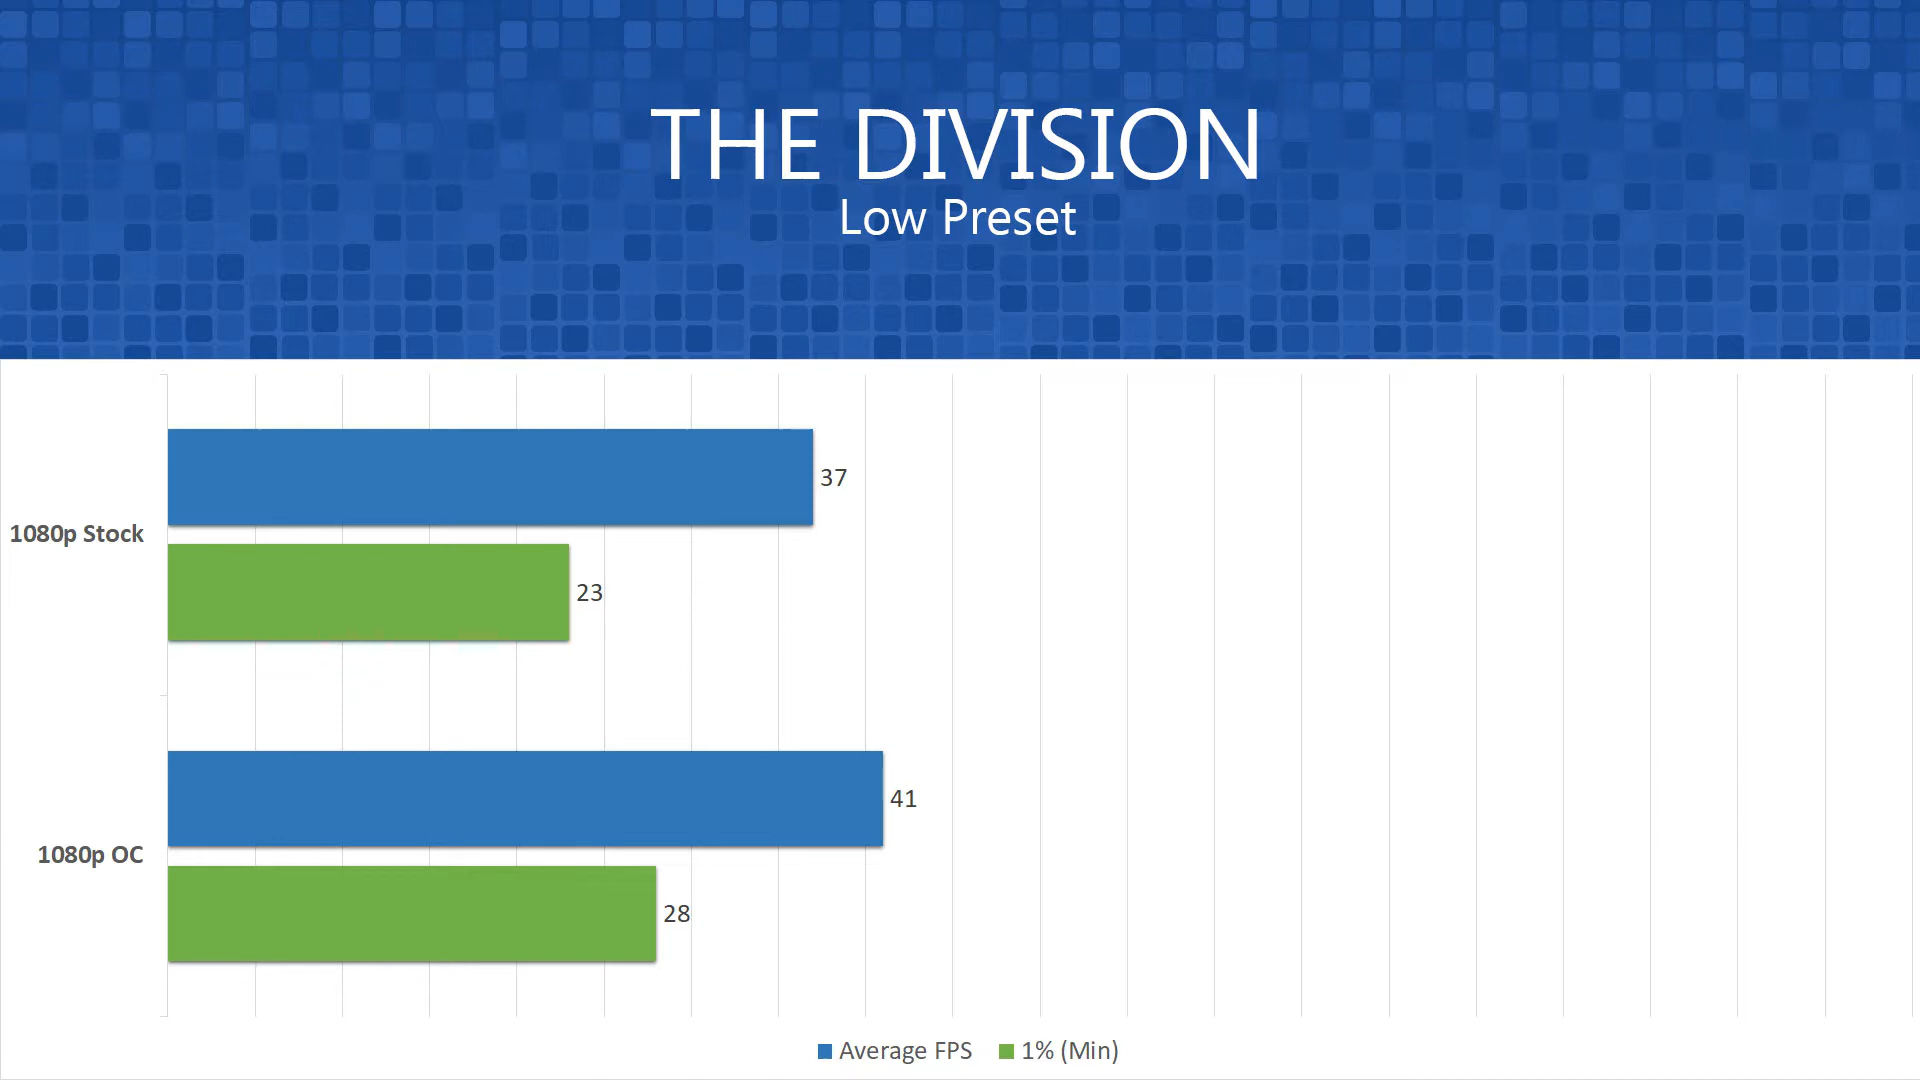 THE DIVISION
Low Preset
1080p Stock
37
23
1080p OC
41
28
Average FPS
1% (Min)